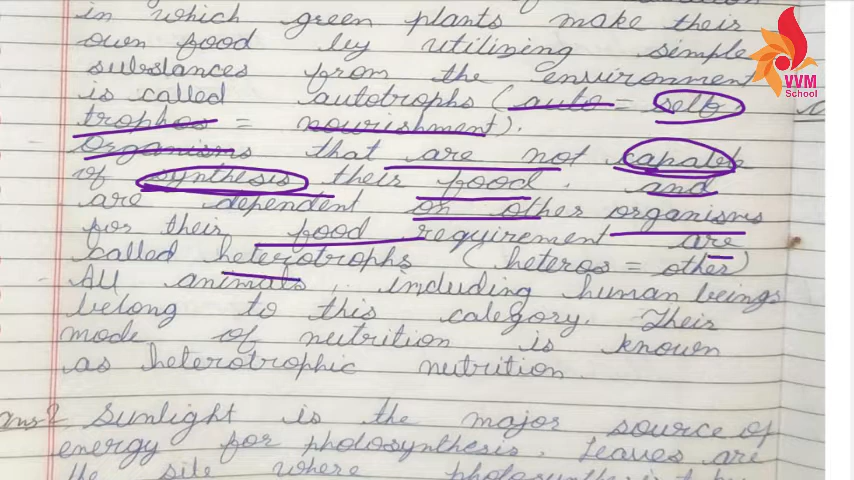 in which green plants make their
own food by utilizing simple
substances from the environment
is called autotrophs (auto = self,
trophos = nourishment).
- Organisms that are not capable
of synthesis their food, and
are dependent on other organisms
for their food requirement are
called heterotrophs (heteros = other)
All animals, including human beings
belong to this category. Their
mode of nutrition is known
as heterotrophic nutrition.
Ans 2 Sunlight is the major source of
energy for photosynthesis. Leaves are
the site where
VVM
School